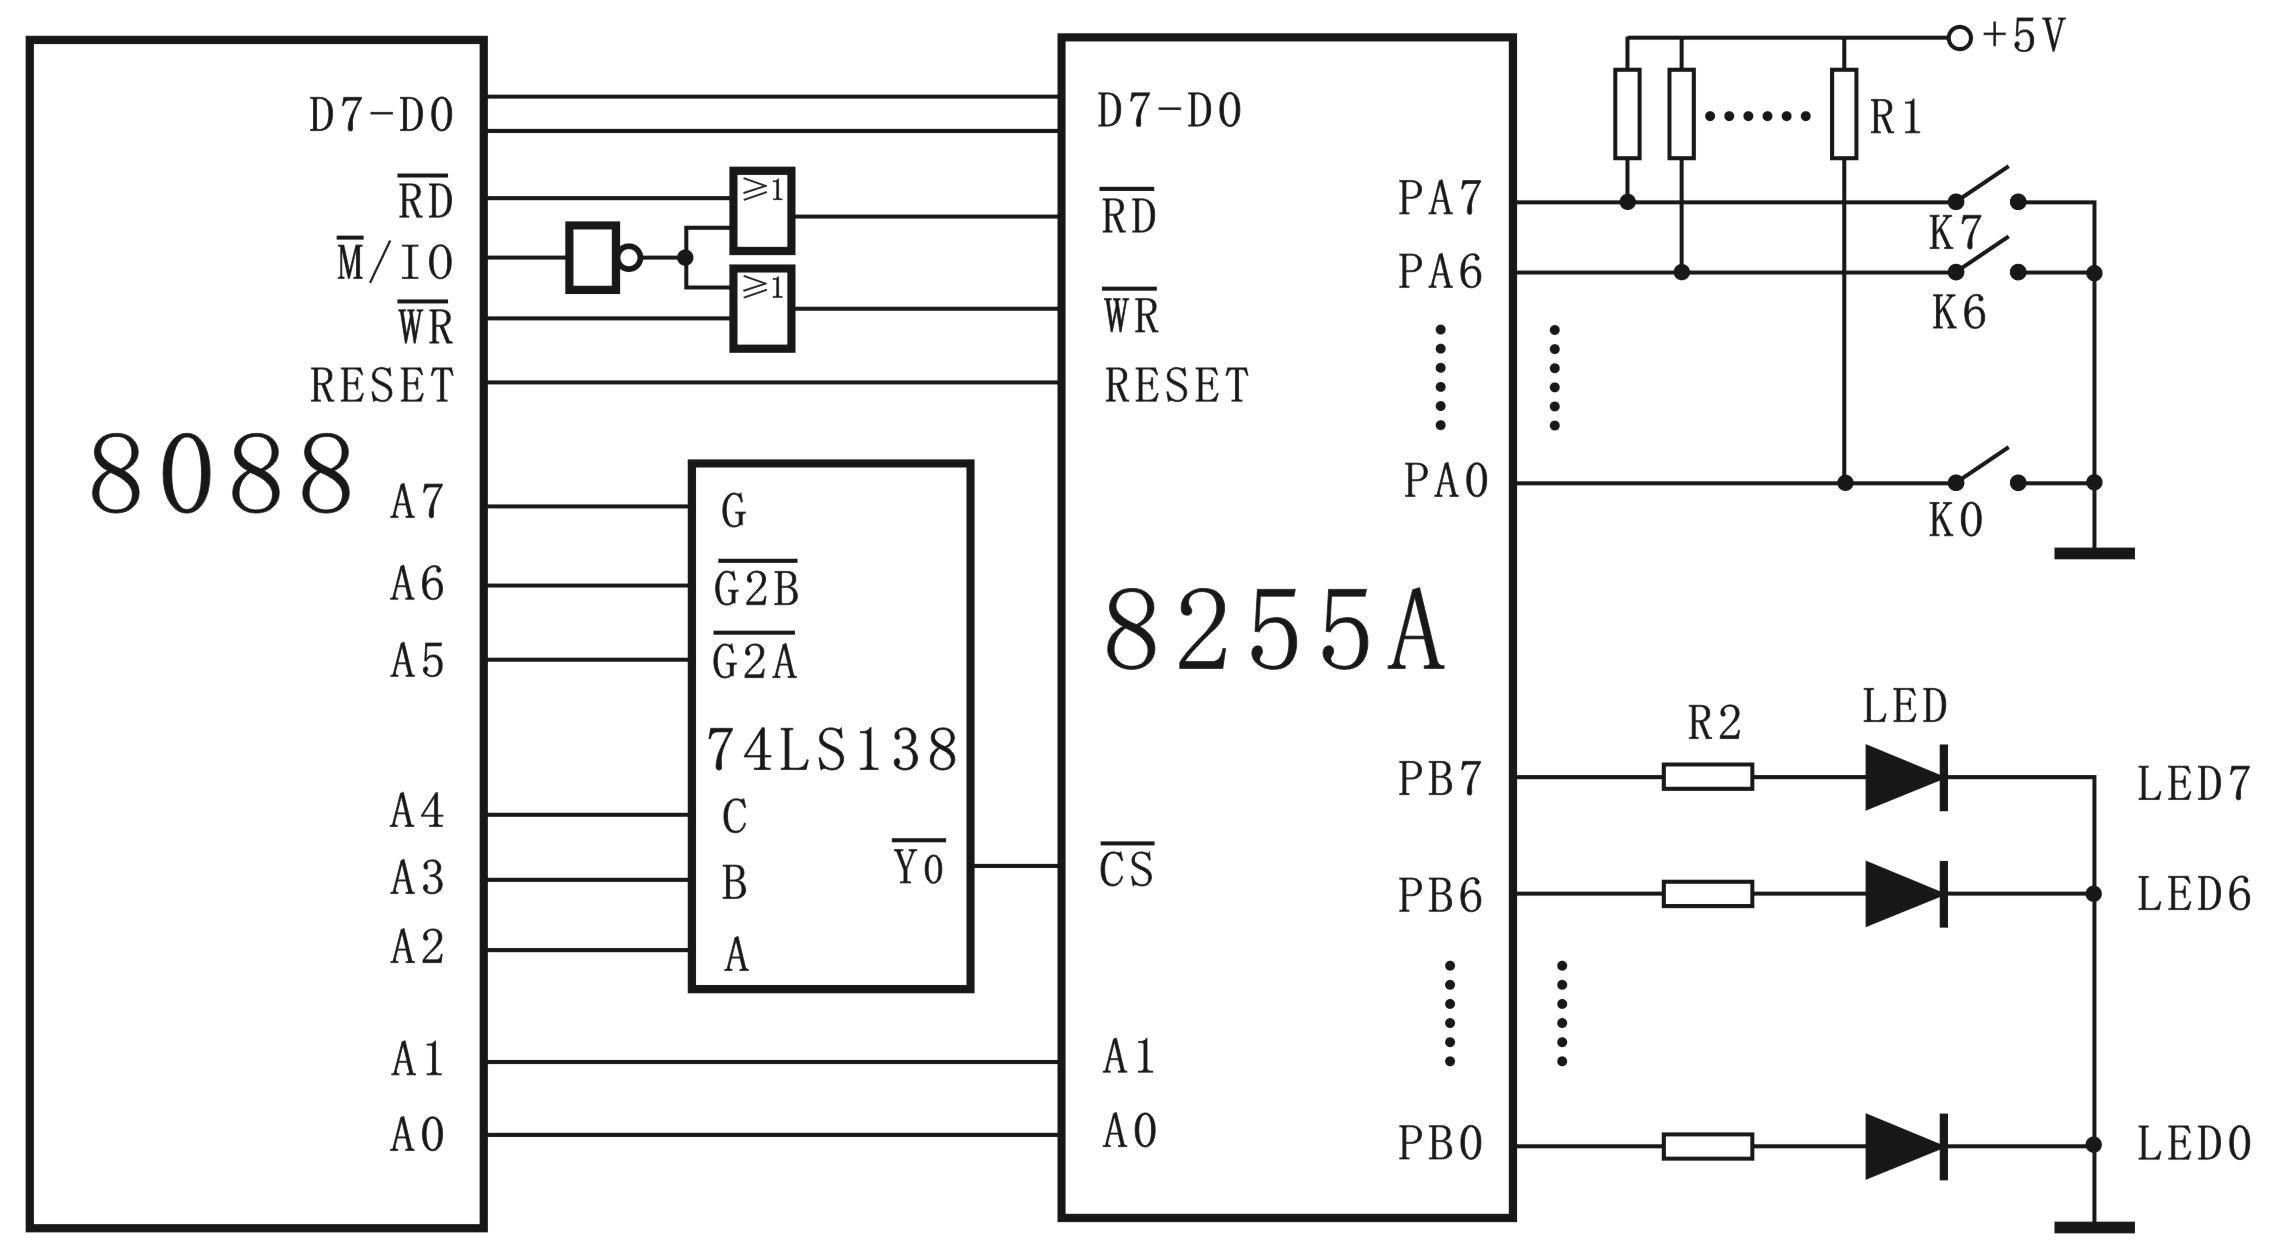 +5V
D7-D0
D7-D0
R1
RD
≥1
PA7
RD
K7
M/IO
PA6
≥1
WR
WR
K6
RESET
RESET
8088
PA0
A7
G
K0
A6
G2B
A5
G2A
8255A
74LS138
R2
LED
PB7
LED7
A4
C
CS
Y0
A3
B
PB6
LED6
A2
A
A1
A1
A0
A0
PB0
LED0